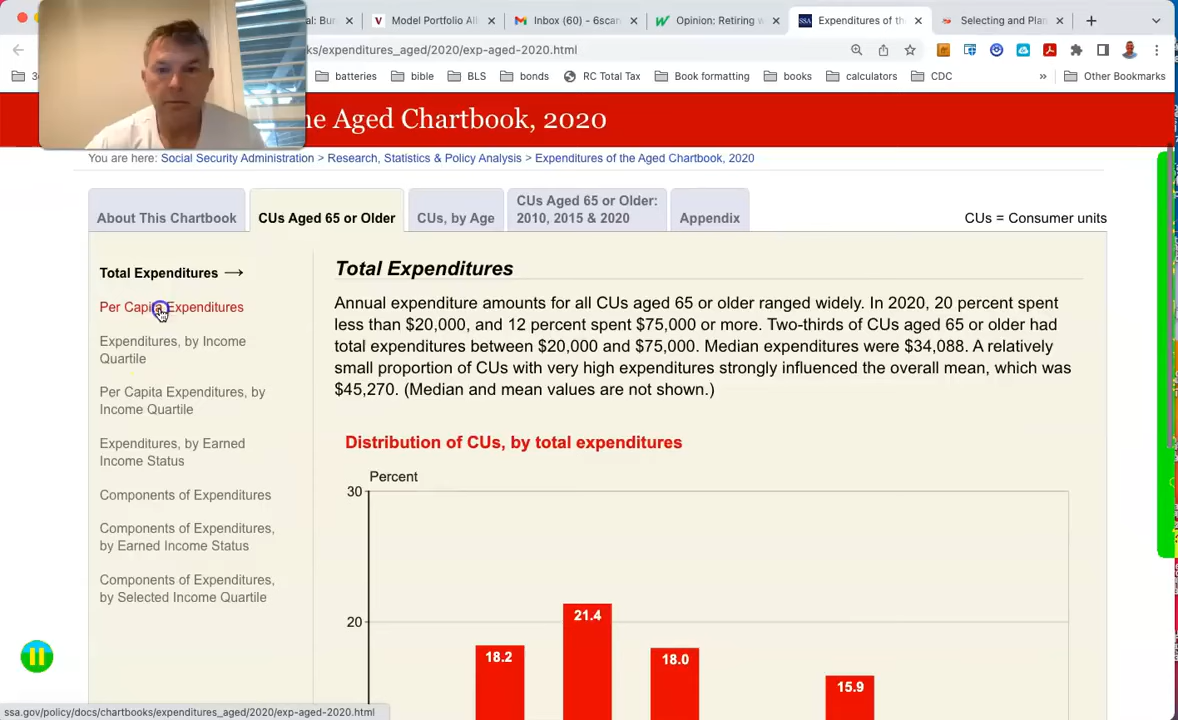 al: Bur
Model Portfolio All
Inbox (60) - 6scan
Opinion: Retiring w
Expenditures of th
Selecting and Plan
ks/expenditures_aged/2020/exp-aged-2020.html
batteries
bible
BLS
bonds
RC Total Tax
Book formatting
books
calculators
CDC
»
Other Bookmarks
he Aged Chartbook, 2020
You are here: Social Security Administration > Research, Statistics & Policy Analysis > Expenditures of the Aged Chartbook, 2020
About This Chartbook
CUs Aged 65 or Older
CUs, by Age
CUs Aged 65 or Older:
2010, 2015 & 2020
Appendix
CUs = Consumer units
Total Expenditures →
Per Capita Expenditures
Expenditures, by Income
Quartile
Per Capita Expenditures, by
Income Quartile
Expenditures, by Earned
Income Status
Components of Expenditures
Components of Expenditures,
by Earned Income Status
Components of Expenditures,
by Selected Income Quartile
Total Expenditures
Annual expenditure amounts for all CUs aged 65 or older ranged widely. In 2020, 20 percent spent
less than $20,000, and 12 percent spent $75,000 or more. Two-thirds of CUs aged 65 or older had
total expenditures between $20,000 and $75,000. Median expenditures were $34,088. A relatively
small proportion of CUs with very high expenditures strongly influenced the overall mean, which was
$45,270. (Median and mean values are not shown.)
Distribution of CUs, by total expenditures
Percent
30
20
18.2
21.4
18.0
15.9
ssa.gov/policy/docs/chartbooks/expenditures_aged/2020/exp-aged-2020.html